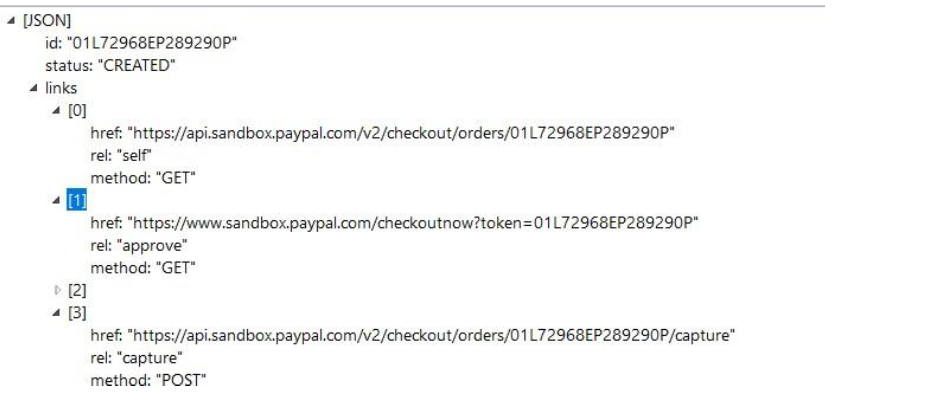 [JSON]
id: "01L72968EP289290P"
status: "CREATED"
links
[0]
href: "https://api.sandbox.paypal.com/v2/checkout/orders/01L72968EP289290P"
rel: "self"
method: "GET"
[1]
href: "https://www.sandbox.paypal.com/checkoutnow?token=01L72968EP289290P"
rel: "approve"
method: "GET"
[2]
[3]
href: "https://api.sandbox.paypal.com/v2/checkout/orders/01L72968EP289290P/capture"
rel: "capture"
method: "POST"